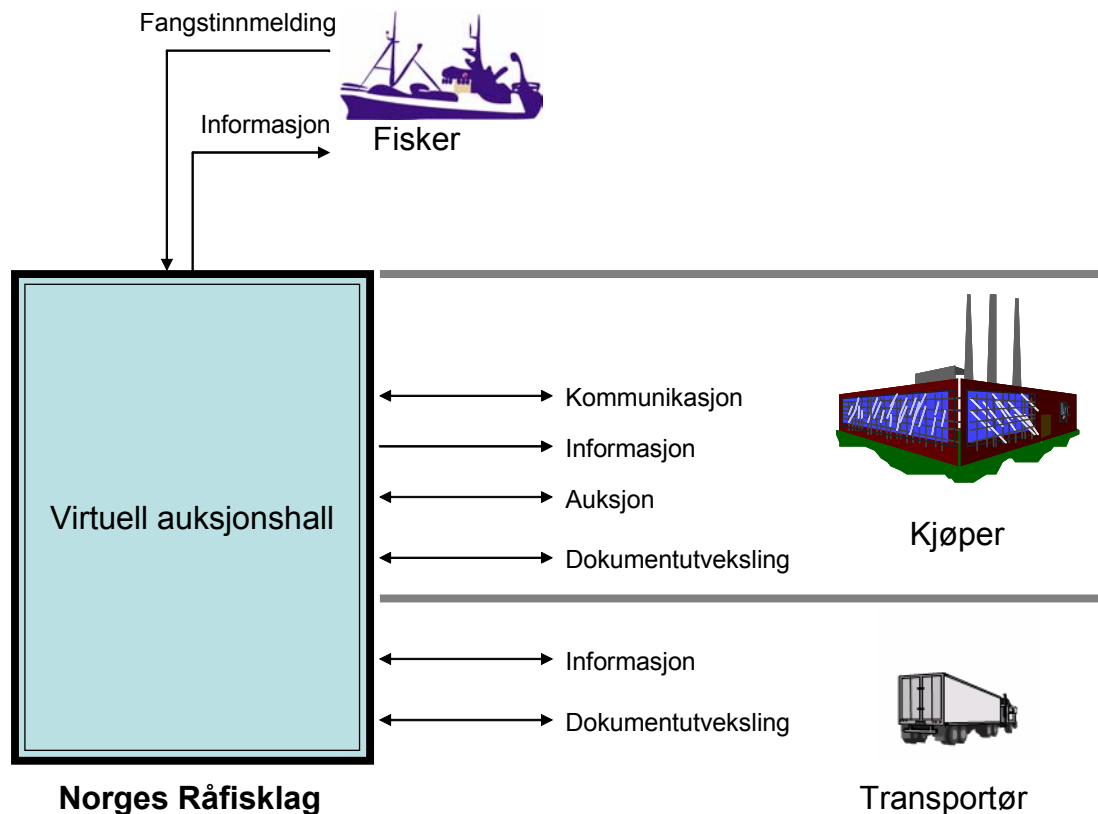 Fangstinnmelding
Informasjon
Fisker
Kommunikasjon
Informasjon
Auksjon
Dokumentutveksling
Virtuell auksjonshall
Kjøper
Informasjon
Dokumentutveksling
Norges Råfisklag
Transportør